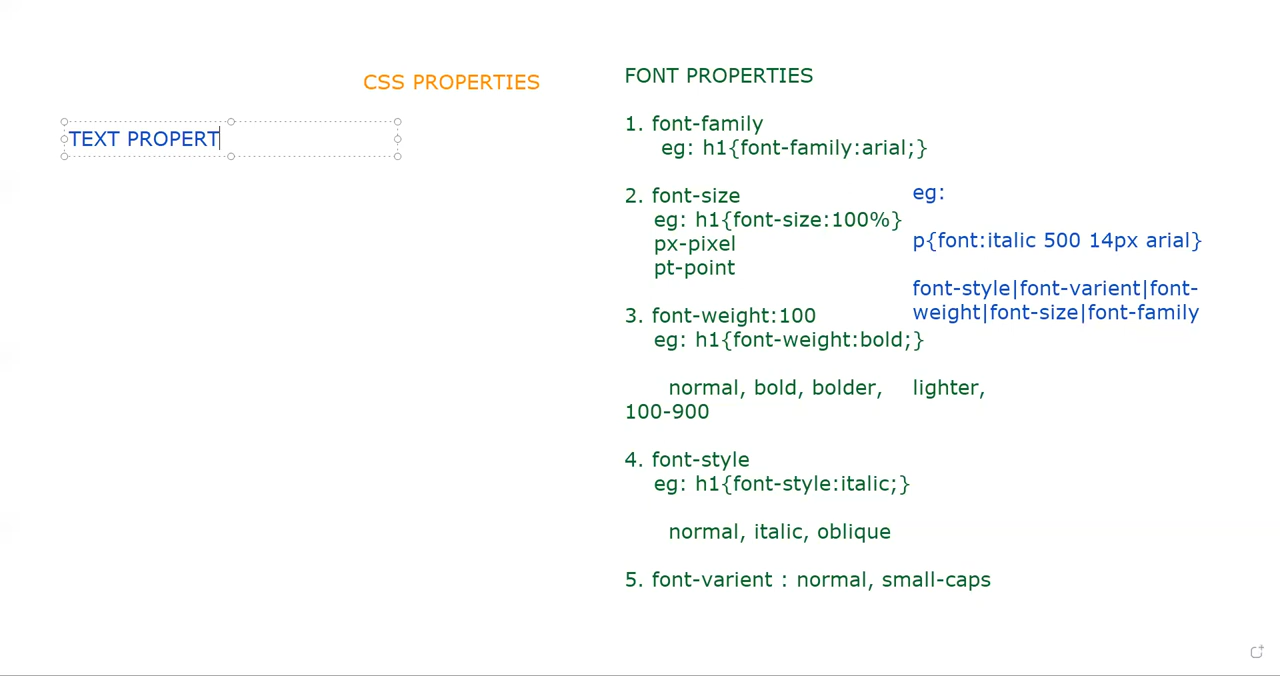 CSS PROPERTIES
TEXT PROPERT
FONT PROPERTIES
1. font-family
eg: h1{font-family:arial;}
2. font-size
eg: h1{font-size:100%}
px-pixel
pt-point
3. font-weight:100
eg: h1{font-weight:bold;}
normal, bold, bolder, lighter,
100-900
4. font-style
eg: h1{font-style:italic;}
normal, italic, oblique
5. font-varient : normal, small-caps
eg:
p{font:italic 500 14px arial}
font-style|font-varient|font-
weight|font-size|font-family